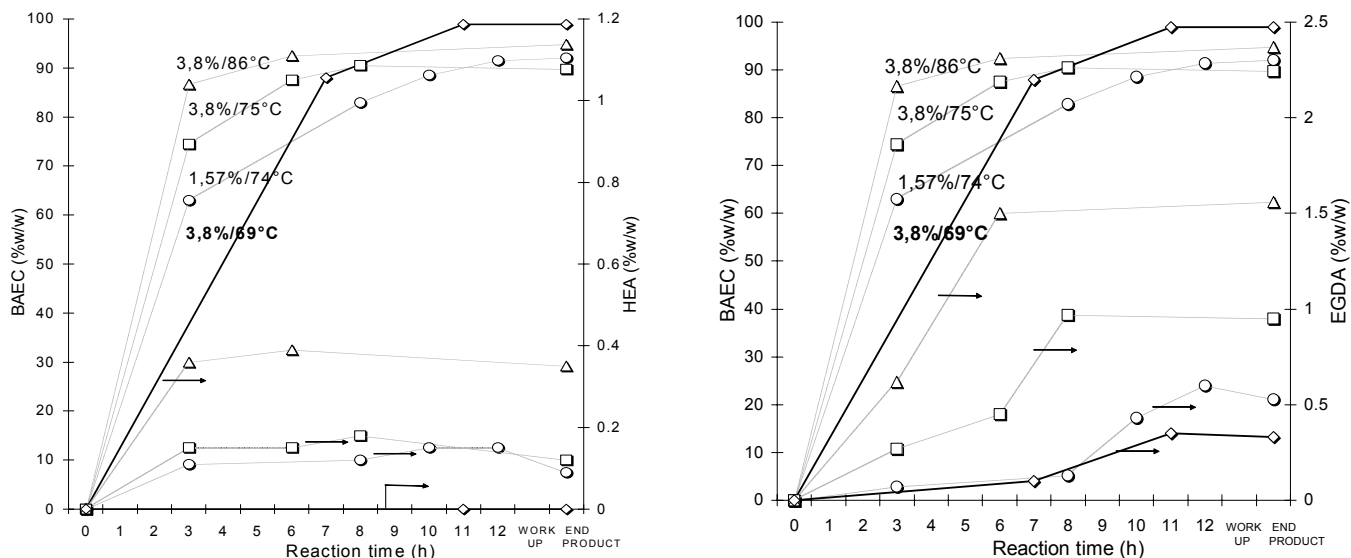 100
90
80
70
60
50
40
30
20
10
0
BAEC (%w/w)
3,8%/86°C
3,8%/75°C
1,57%/74°C
3,8%/69°C
1.2
1
0.8
0.6
0.4
0.2
0
HEA (%w/w)
0 1 2 3 4 5 6 7 8 9 10 11 12 WORK UP END PRODUCT
Reaction time (h)
100
90
80
70
60
50
40
30
20
10
0
BAEC (%w/w)
3,8%/86°C
3,8%/75°C
1,57%/74°C
3,8%/69°C
2.5
2
1.5
1
0.5
0
EGDA (%w/w)
0 1 2 3 4 5 6 7 8 9 10 11 12 WORK UP END PRODUCT
Reaction time (h)